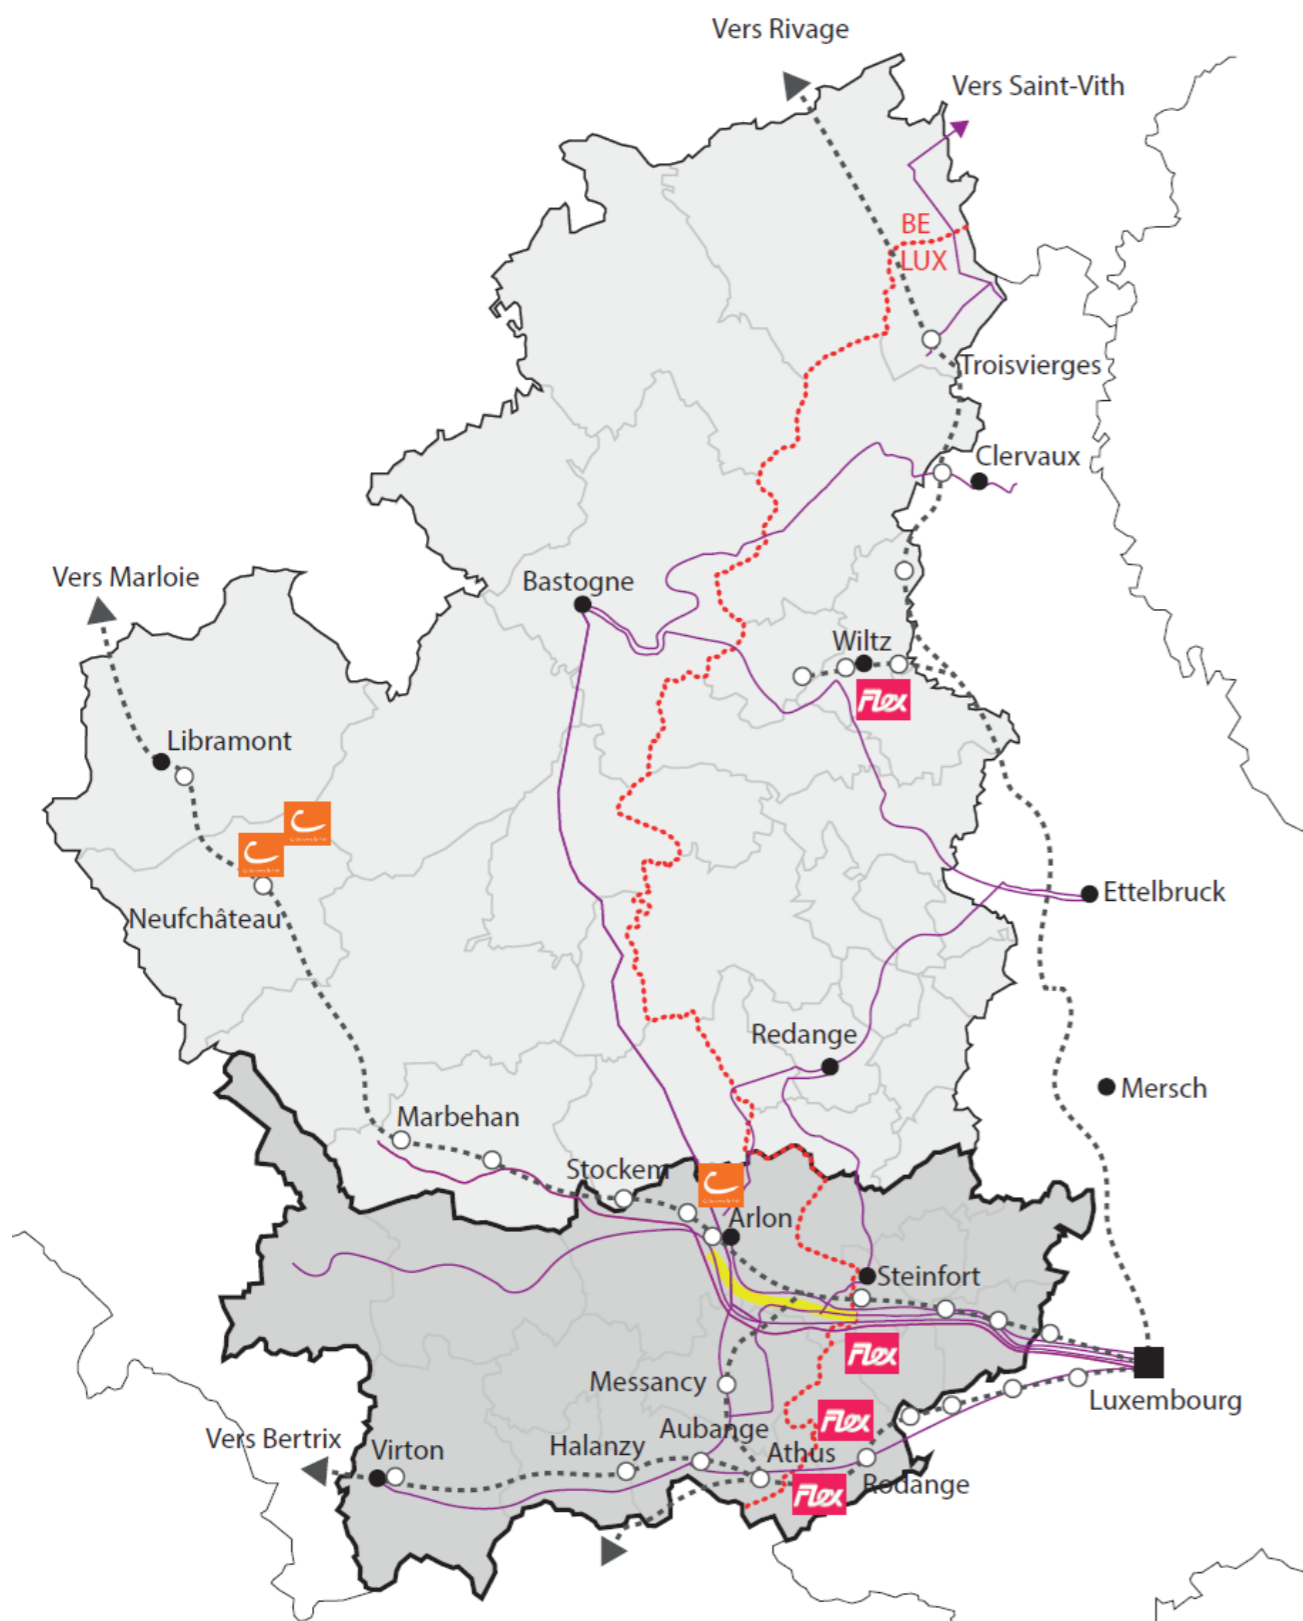 Vers Rivage
Vers Saint-Vith
BE
LUX
Troisvierges
Clervaux
Vers Marloie
Bastogne
Wiltz
Flex
Libramont
Neufchâteau
Ettelbruck
Redange
Mersch
Marbehan
Stockem
Arlon
Steinfort
Flex
Messancy
Luxembourg
Flex
Aubange
Vers Bertrix
Virton
Halanzy
Athus
Rodange
Flex